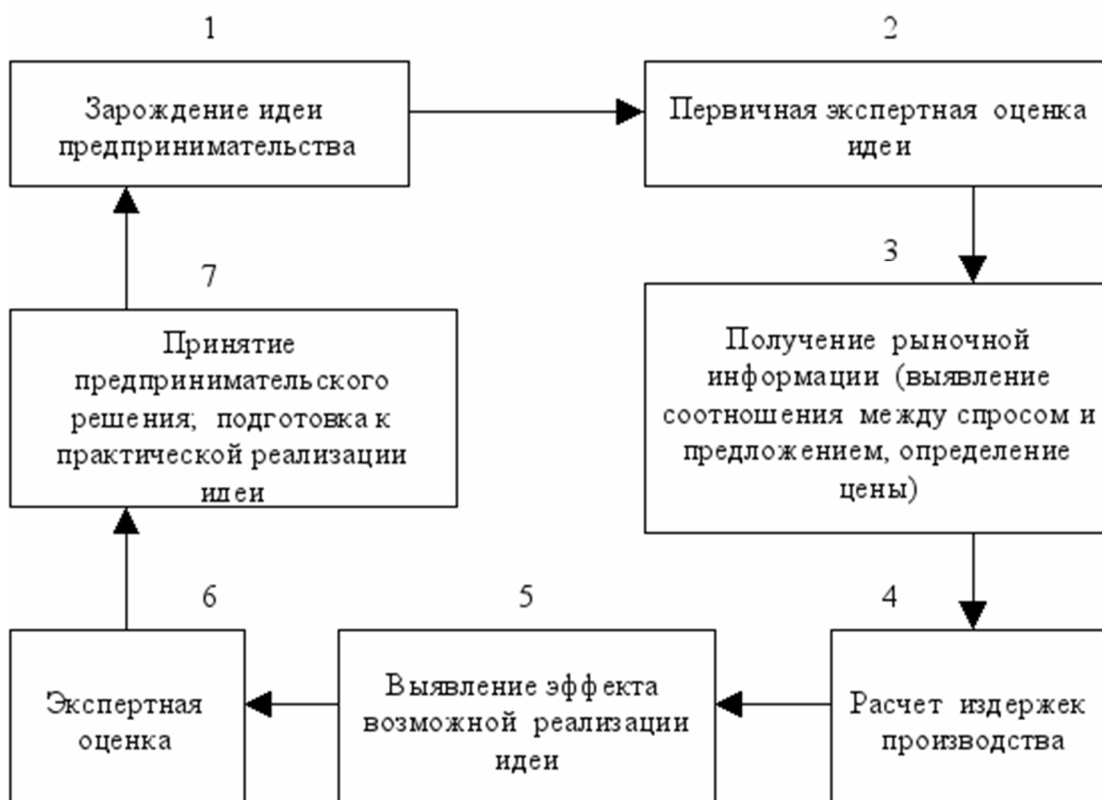 1
Зарождение идеи
предпринимательства
2
Первичная экспертная оценка
идеи
3
Получение рыночной
информации (выявление
соотношения между спросом и
предложением, определение
цены)
4
Расчет издержек
производства
5
Выявление эффекта
возможной реализации
идеи
6
Экспертная
оценка
7
Принятие
предпринимательского
решения; подготовка к
практической реализации
идеи